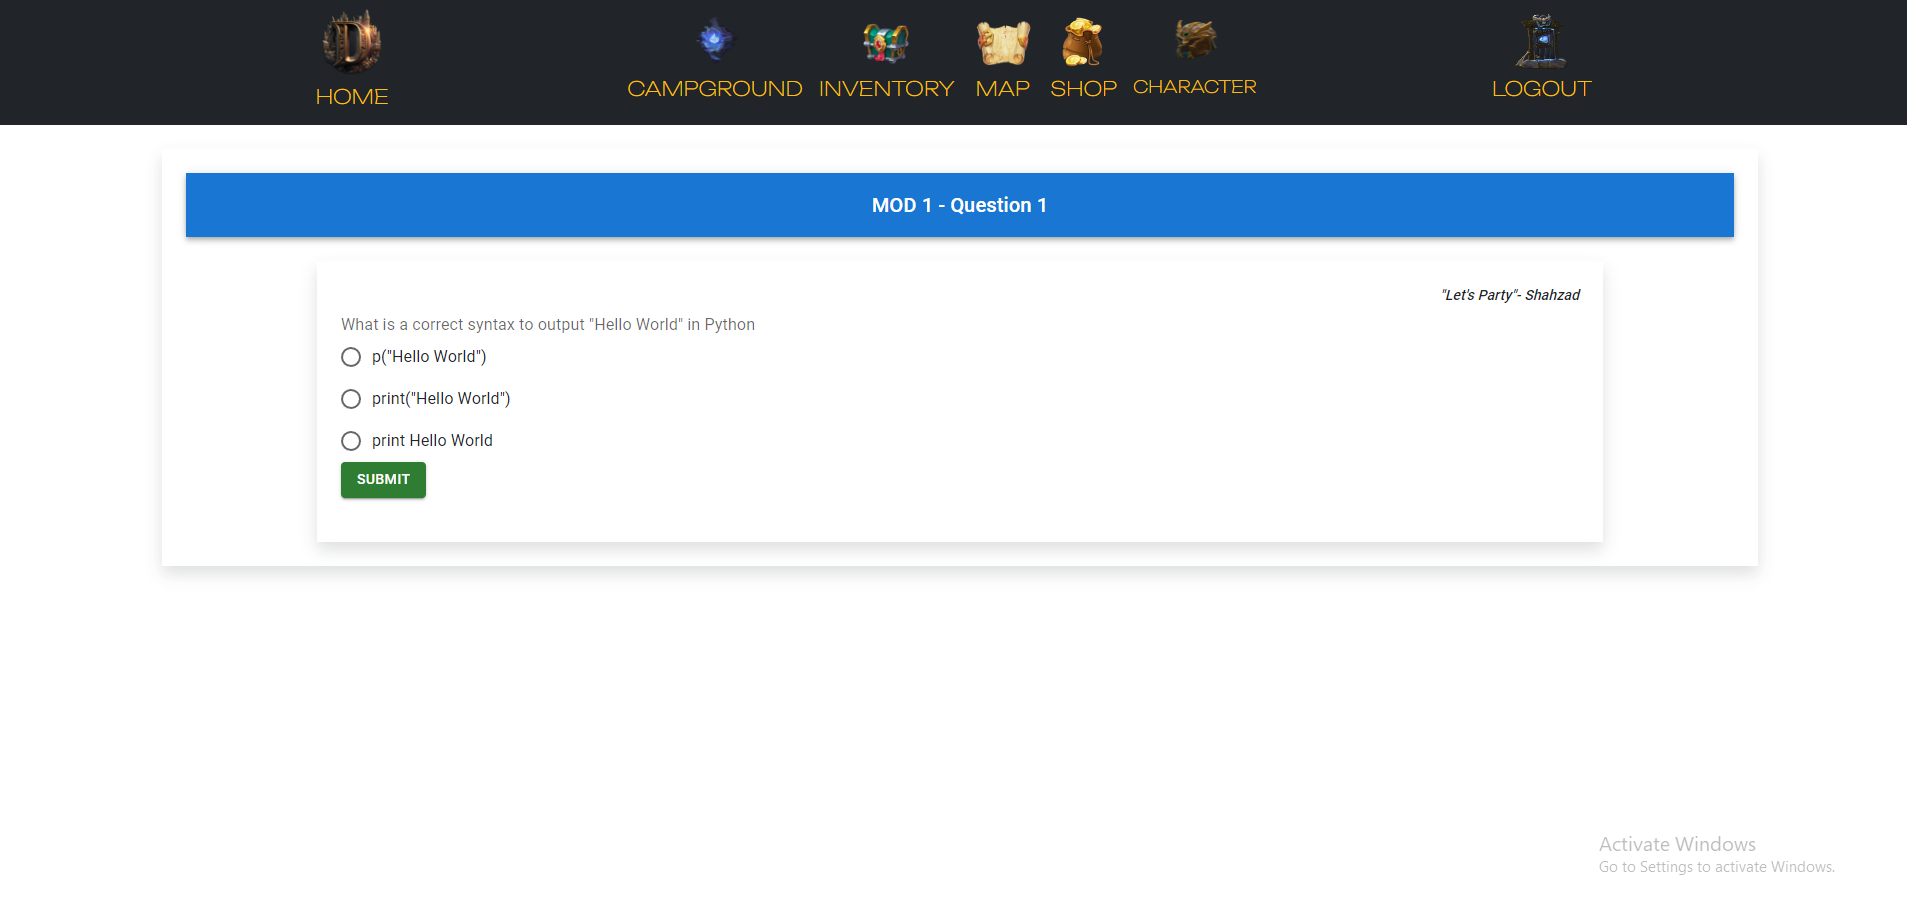 HOME
CAMPGROUND
INVENTORY
MAP
SHOP
CHARACTER
LOGOUT
MOD 1 - Question 1
"Let's Party"- Shahzad
What is a correct syntax to output "Hello World" in Python
p("Hello World")
print("Hello World")
print Hello World
SUBMIT
Activate Windows
Go to Settings to activate Windows.